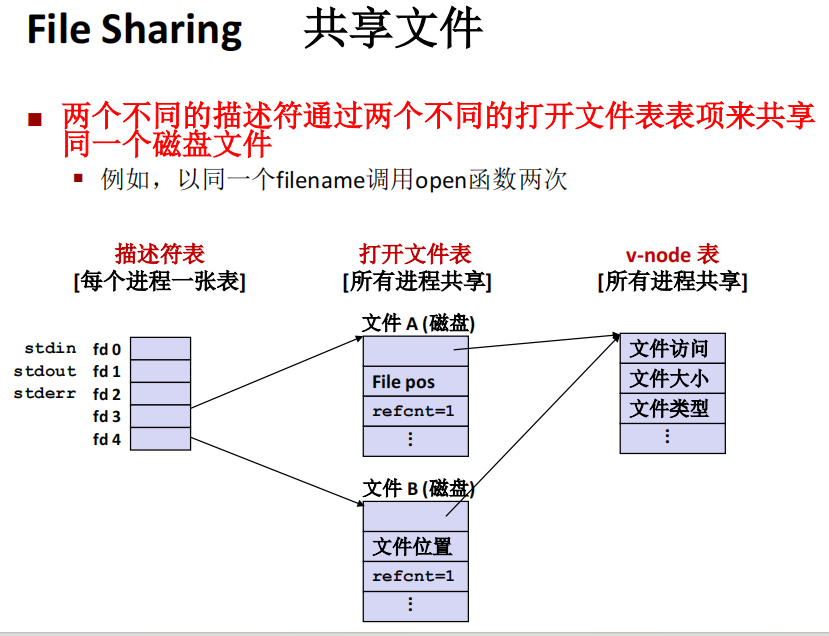 File Sharing 共享文件
■ 两个不同的描述符通过两个不同的打开文件表表项来共享
同一个磁盘文件
▪ 例如，以同一个filename调用open函数两次
描述符表
[每个进程一张表]
打开文件表
[所有进程共享]
v-node 表
[所有进程共享]
stdin fd 0
stdout fd 1
stderr fd 2
fd 3
fd 4
文件 A (磁盘)
File pos
refcnt=1
⋮
文件 B (磁盘)
文件位置
refcnt=1
⋮
文件访问
文件大小
文件类型
⋮